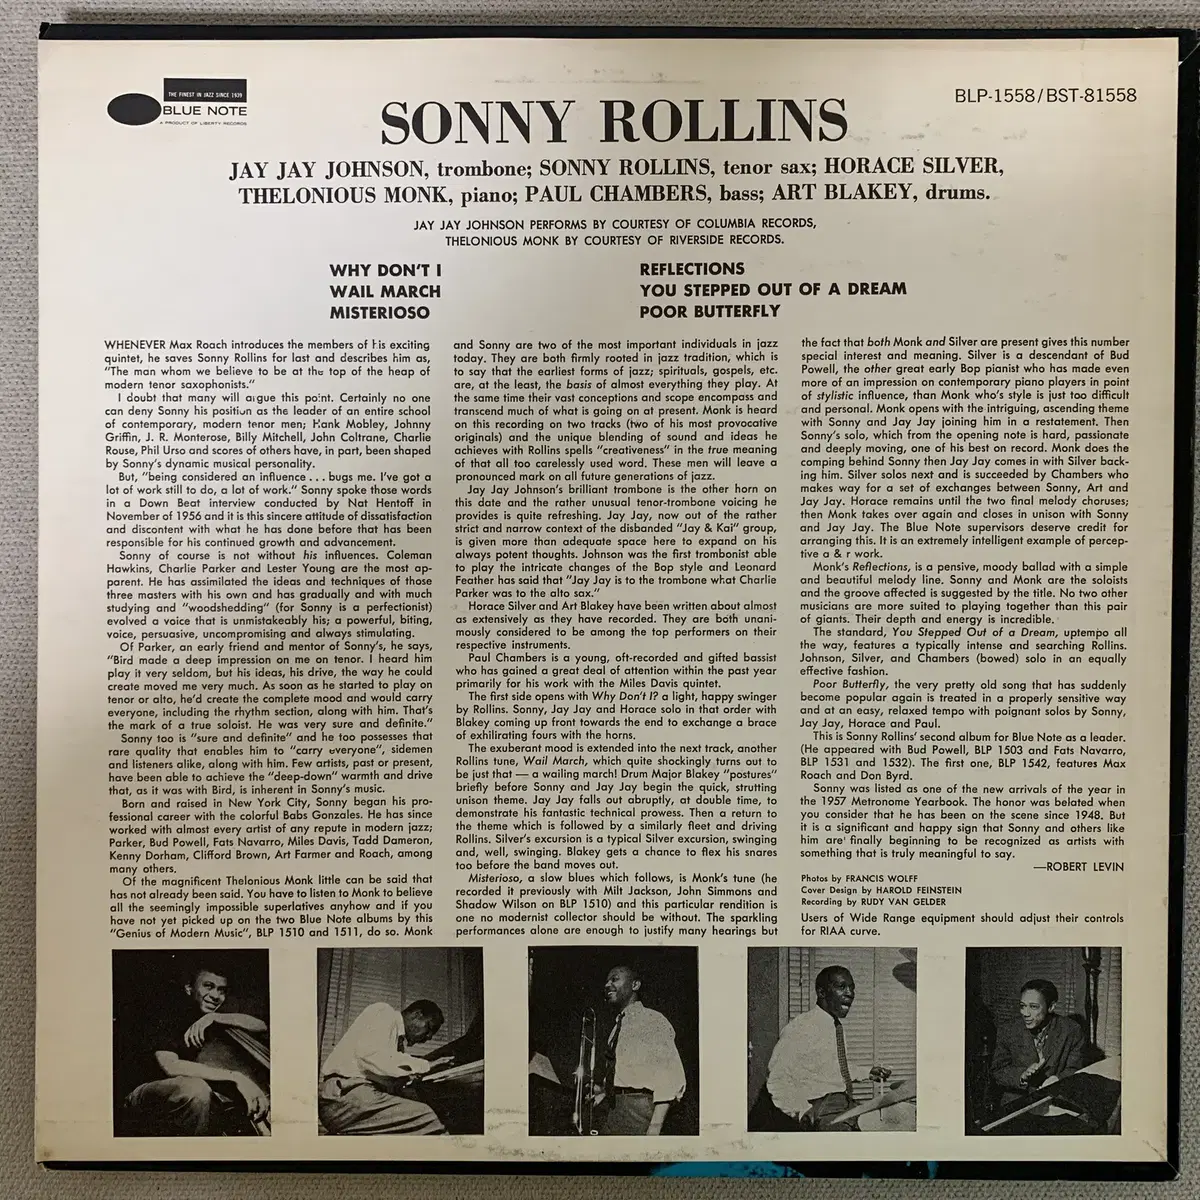 THE FINEST IN JAZZ SINCE 1939
BLUE NOTE
A PRODUCT OF LIBERTY RECORDS
BLP-1558/BST-81558
SONNY ROLLINS
JAY JAY JOHNSON, trombone; SONNY ROLLINS, tenor sax; HORACE SILVER,
THELONIOUS MONK, piano; PAUL CHAMBERS, bass; ART BLAKEY, drums.
JAY JAY JOHNSON PERFORMS BY COURTESY OF COLUMBIA RECORDS,
THELONIOUS MONK BY COURTESY OF RIVERSIDE RECORDS.
WHY DON'T I
WAIL MARCH
MISTERIOSO
REFLECTIONS
YOU STEPPED OUT OF A DREAM
POOR BUTTERFLY
WHENEVER Max Roach introduces the members of his exciting
quintet, he saves Sonny Rollins for last and describes him as,
"The man whom we believe to be at the top of the heap of
modern tenor saxophonists."
I doubt that many will argue this point. Certainly no one
can deny Sonny his position as the leader of an entire school
of contemporary, modern tenor men; Hank Mobley, Johnny
Griffin, J. R. Monterose, Billy Mitchell, John Coltrane, Charlie
Rouse, Phil Urso and scores of others have, in part, been shaped
by Sonny's dynamic musical personality.
But, "being considered an influence . . . bugs me. I've got a
lot of work still to do, a lot of work." Sonny spoke those words
in a Down Beat interview conducted by Nat Hentoff in
November of 1956 and it is this sincere attitude of dissatisfaction
and discontent with what he has done before that has been
responsible for his continued growth and advancement.
Sonny of course is not without his influences. Coleman
Hawkins, Charlie Parker and Lester Young are the most ap-
parent. He has assimilated the ideas and techniques of those
three masters with his own and has gradually and with much
studying and "woodshedding" (for Sonny is a perfectionist)
evolved a voice that is unmistakeably his; a powerful, biting,
voice, persuasive, uncompromising and always stimulating.
Of Parker, an early friend and mentor of Sonny's, he says,
"Bird made a deep impression on me on tenor. I heard him
play it very seldom, but his ideas, his drive, the way he could
create moved me very much. As soon as he started to play on
tenor or alto, he'd create the complete mood and would carry
everyone, including the rhythm section, along with him. That's
the mark of a true soloist. He was very sure and definite."
Sonny too is "sure and definite" and he too possesses that
rare quality that enables him to "carry everyone", sidemen
and listeners alike, along with him. Few artists, past or present,
have been able to achieve the "deep-down" warmth and drive
that, as it was with Bird, is inherent in Sonny's music.
Born and raised in New York City, Sonny began his pro-
fessional career with the colorful Babs Gonzales. He has since
worked with almost every artist of any repute in modern jazz;
Parker, Bud Powell, Fats Navarro, Miles Davis, Tadd Dameron,
Kenny Dorham, Clifford Brown, Art Farmer and Roach, among
many others.
Of the magnificent Thelonious Monk little can be said that
has not already been said. You have to listen to Monk to believe
all the seemingly impossible superlatives anyhow and if you
have not yet picked up on the two Blue Note albums by this
"Genius of Modern Music", BLP 1510 and 1511, do so. Monk
and Sonny are two of the most important individuals in jazz
today. They are both firmly rooted in jazz tradition, which is
to say that the earliest forms of jazz; spirituals, gospels, etc.
are, at the least, the basis of almost everything they play. At
the same time their vast conceptions and scope encompass and
transcend much of what is going on at present. Monk is heard
on this recording on two tracks (two of his most provocative
originals) and the unique blending of sound and ideas he
achieves with Rollins spells "creativeness" in the true meaning
of that all too carelessly used word. These men will leave a
pronounced mark on all future generations of jazz.
Jay Jay Johnson's brilliant trombone is the other horn on
this date and the rather unusual tenor-trombone voicing he
provides is quite refreshing. Jay Jay, now out of the rather
strict and narrow context of the disbanded "Jay & Kai" group,
is given more than adequate space here to expand on his
always potent thoughts. Johnson was the first trombonist able
to play the intricate changes of the Bop style and Leonard
Feather has said that "Jay Jay is to the trombone what Charlie
Parker was to the alto sax."
Horace Silver and Art Blakey have been written about almost
as extensively as they have recorded. They are both unani-
mously considered to be among the top performers on their
respective instruments.
Paul Chambers is a young, oft-recorded and gifted bassist
who has gained a great deal of attention within the past year
primarily for his work with the Miles Davis quintet.
The first side opens with Why Don't I? a light, happy swinger
by Rollins. Sonny, Jay Jay and Horace solo in that order with
Blakey coming up front towards the end to exchange a brace
of exhilirating fours with the horns.
The exuberant mood is extended into the next track, another
Rollins tune, Wail March, which quite shockingly turns out to
be just that — a wailing march! Drum Major Blakey "postures"
briefly before Sonny and Jay Jay begin the quick, strutting
unison theme. Jay Jay falls out abruptly, at double time, to
demonstrate his fantastic technical prowess. Then a return to
the theme which is followed by a similarly fleet and driving
Rollins. Silver's excursion is a typical Silver excursion, swinging
and, well, swinging. Blakey gets a chance to flex his snares
too before the band moves out.
Misterioso, a slow blues which follows, is Monk's tune (he
recorded it previously with Milt Jackson, John Simmons and
Shadow Wilson on BLP 1510) and this particular rendition is
one no modernist collector should be without. The sparkling
performances alone are enough to justify many hearings but
the fact that both Monk and Silver are present gives this number
special interest and meaning. Silver is a descendant of Bud
Powell, the other great early Bop pianist who has made even
more of an impression on contemporary piano players in point
of stylistic influence, than Monk who's style is just too difficult
and personal. Monk opens with the intriguing, ascending theme
with Sonny and Jay Jay joining him in a restatement. Then
Sonny's solo, which from the opening note is hard, passionate
and deeply moving, one of his best on record. Monk does the
comping behind Sonny then Jay Jay comes in with Silver back-
ing him. Silver solos next and is succeeded by Chambers who
makes way for a set of exchanges between Sonny, Art and
Jay Jay. Horace remains until the two final melody choruses;
then Monk takes over again and closes in unison with Sonny
and Jay Jay. The Blue Note supervisors deserve credit for
arranging this. It is an extremely intelligent example of percep-
tive a & r work.
Monk's Reflections, is a pensive, moody ballad with a simple
and beautiful melody line. Sonny and Monk are the soloists
and the groove affected is suggested by the title. No two other
musicians are more suited to playing together than this pair
of giants. Their depth and energy is incredible.
The standard, You Stepped Out of a Dream, uptempo all
the way, features a typically intense and searching Rollins.
Johnson, Silver, and Chambers (bowed) solo in an equally
effective fashion.
Poor Butterfly, the very pretty old song that has suddenly
become popular again is treated in a properly sensitive way
and at an easy, relaxed tempo with poignant solos by Sonny,
Jay Jay, Horace and Paul.
This is Sonny Rollins' second album for Blue Note as a leader.
(He appeared with Bud Powell, BLP 1503 and Fats Navarro,
BLP 1531 and 1532). The first one, BLP 1542, features Max
Roach and Don Byrd.
Sonny was listed as one of the new arrivals of the year in
the 1957 Metronome Yearbook. The honor was belated when
you consider that he has been on the scene since 1948. But
it is a significant and happy sign that Sonny and others like
him are finally beginning to be recognized as artists with
something that is truly meaningful to say.
—ROBERT LEVIN
Photos by FRANCIS WOLFF
Cover Design by HAROLD FEINSTEIN
Recording by RUDY VAN GELDER
Users of Wide Range equipment should adjust their controls
for RIAA curve.